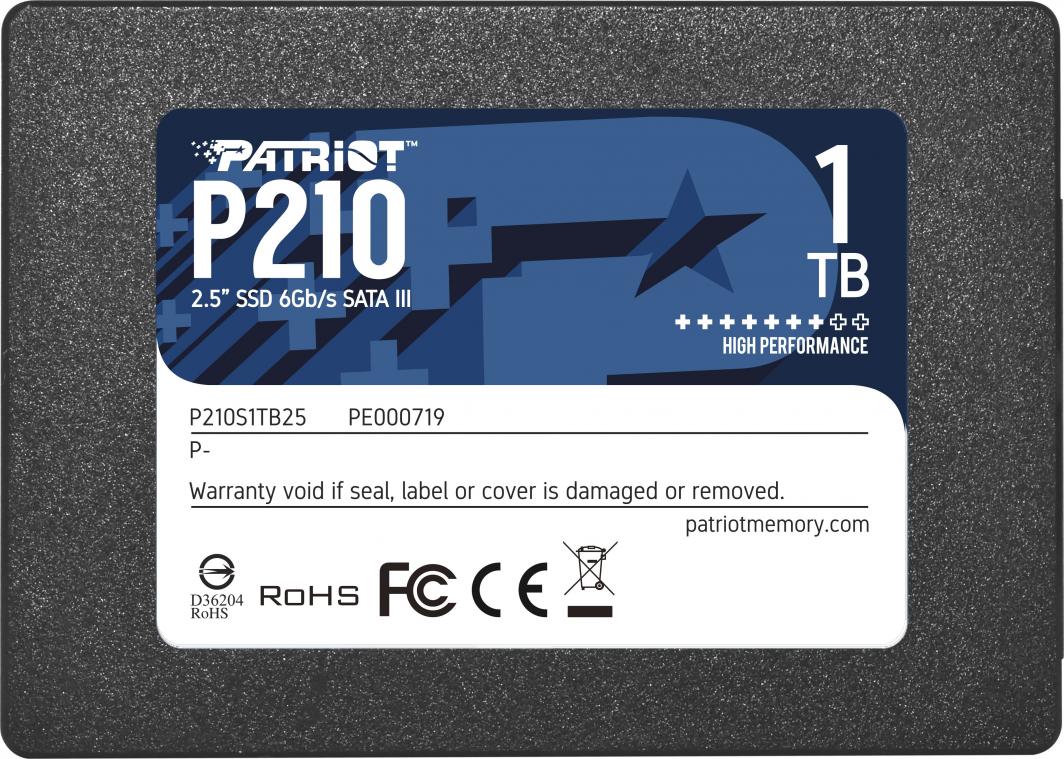 PATRIOT™
P210
2.5” SSD 6Gb/s SATA III
1
TB
HIGH PERFORMANCE
P210S1TB25 PE000719
P-
Warranty void if seal, label or cover is damaged or removed.
patriotmemory.com
D36204
RoHS
RoHS
FC CE